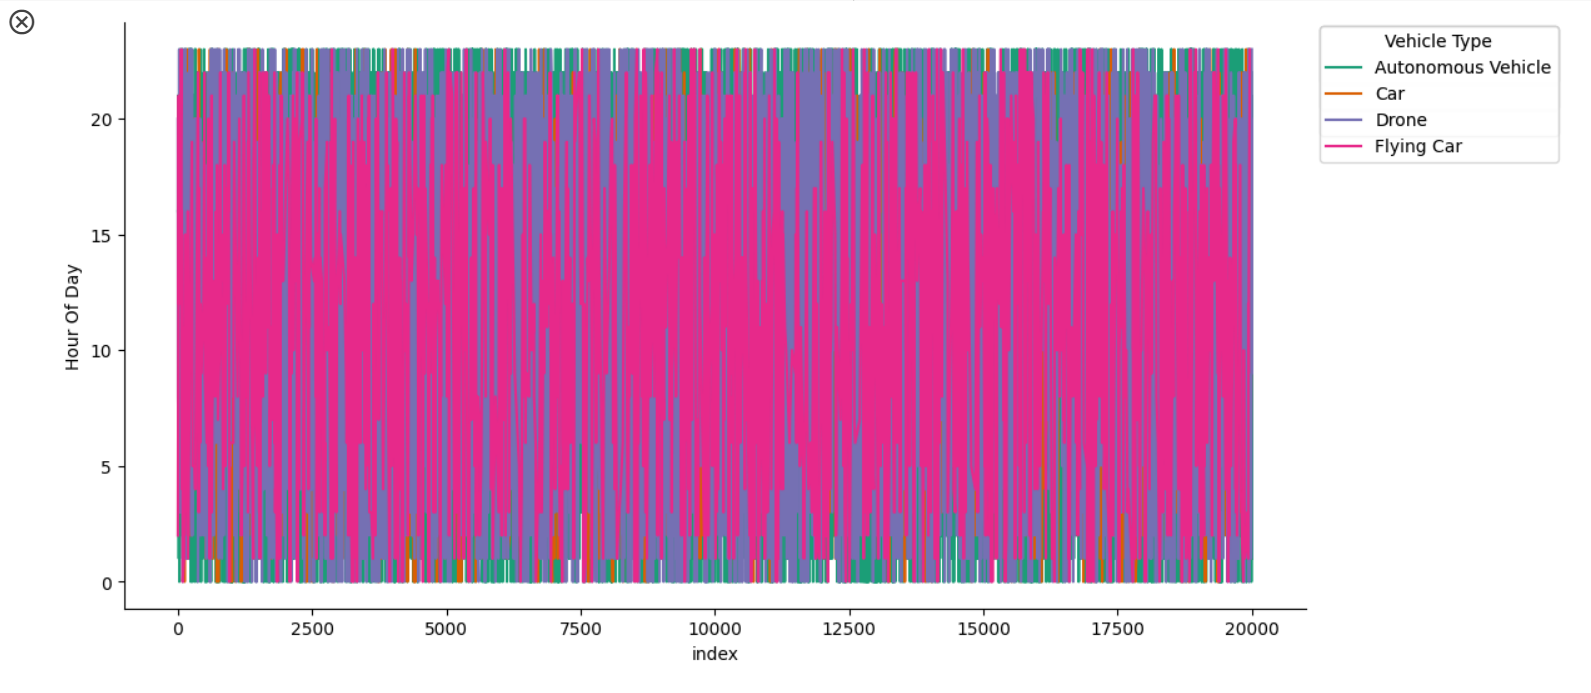 Vehicle Type
Autonomous Vehicle
Car
Drone
Flying Car
20
15
10
5
0
Hour Of Day
0 2500 5000 7500 10000 12500 15000 17500 20000
index